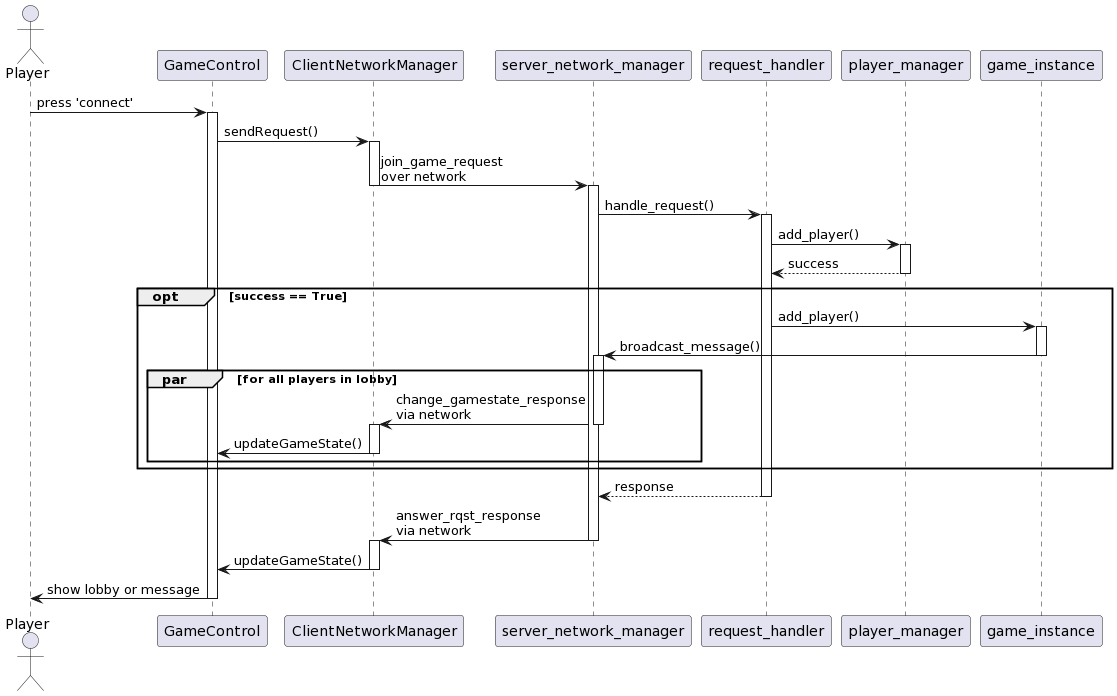 Player
GameControl
ClientNetworkManager
server_network_manager
request_handler
player_manager
game_instance
press 'connect'
sendRequest()
join_game_request
over network
handle_request()
add_player()
success
opt
[success == True]
add_player()
broadcast_message()
par
[for all players in lobby]
change_gamestate_response
via network
updateGameState()
response
answer_rqst_response
via network
updateGameState()
show lobby or message
Player
GameControl
ClientNetworkManager
server_network_manager
request_handler
player_manager
game_instance